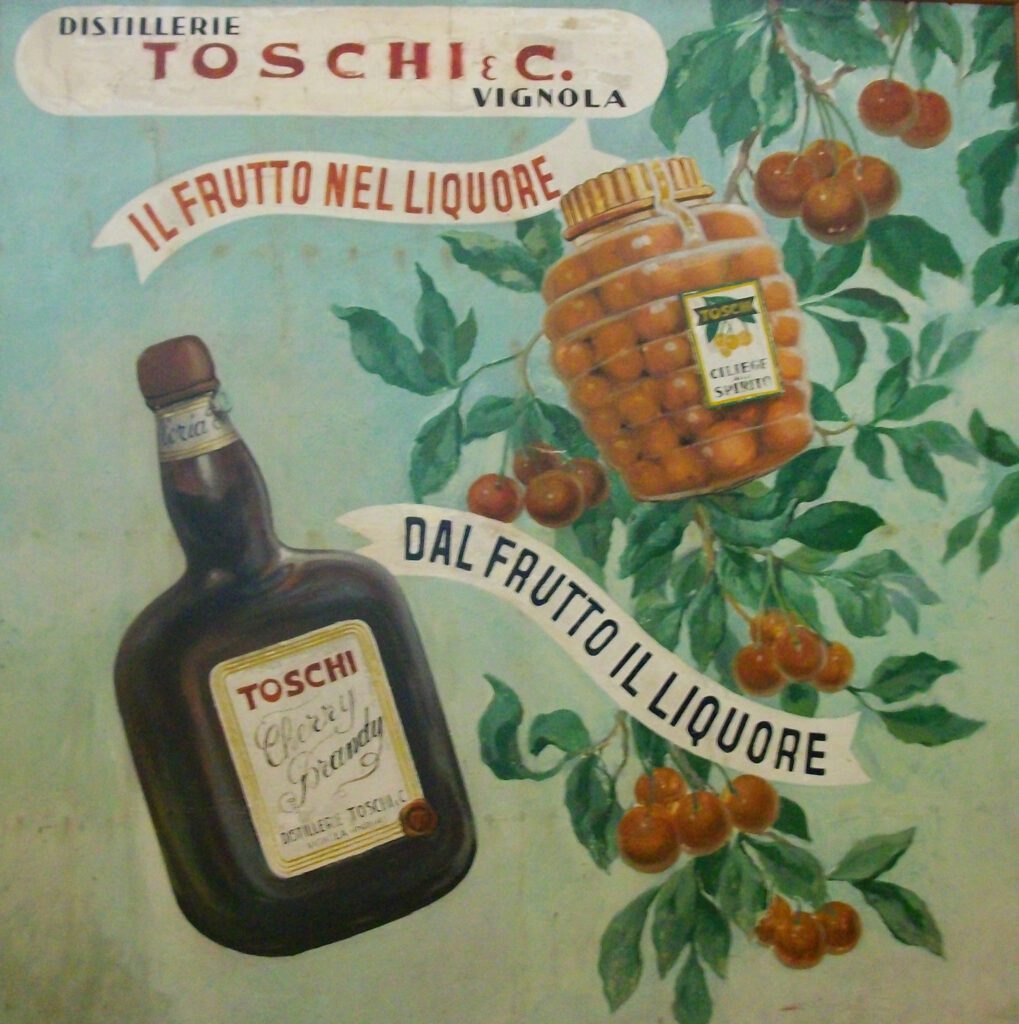 DISTILLERIE
TOSCHI & C.
VIGNOLA
IL FRUTTO NEL LIQUORE
TOSCHI
CILIEGE
SPIRITO
DAL FRUTTO IL LIQUORE
TOSCHI
Cherry
Brandy
DISTILLERIE TOSCHI & C
VIGNOLA